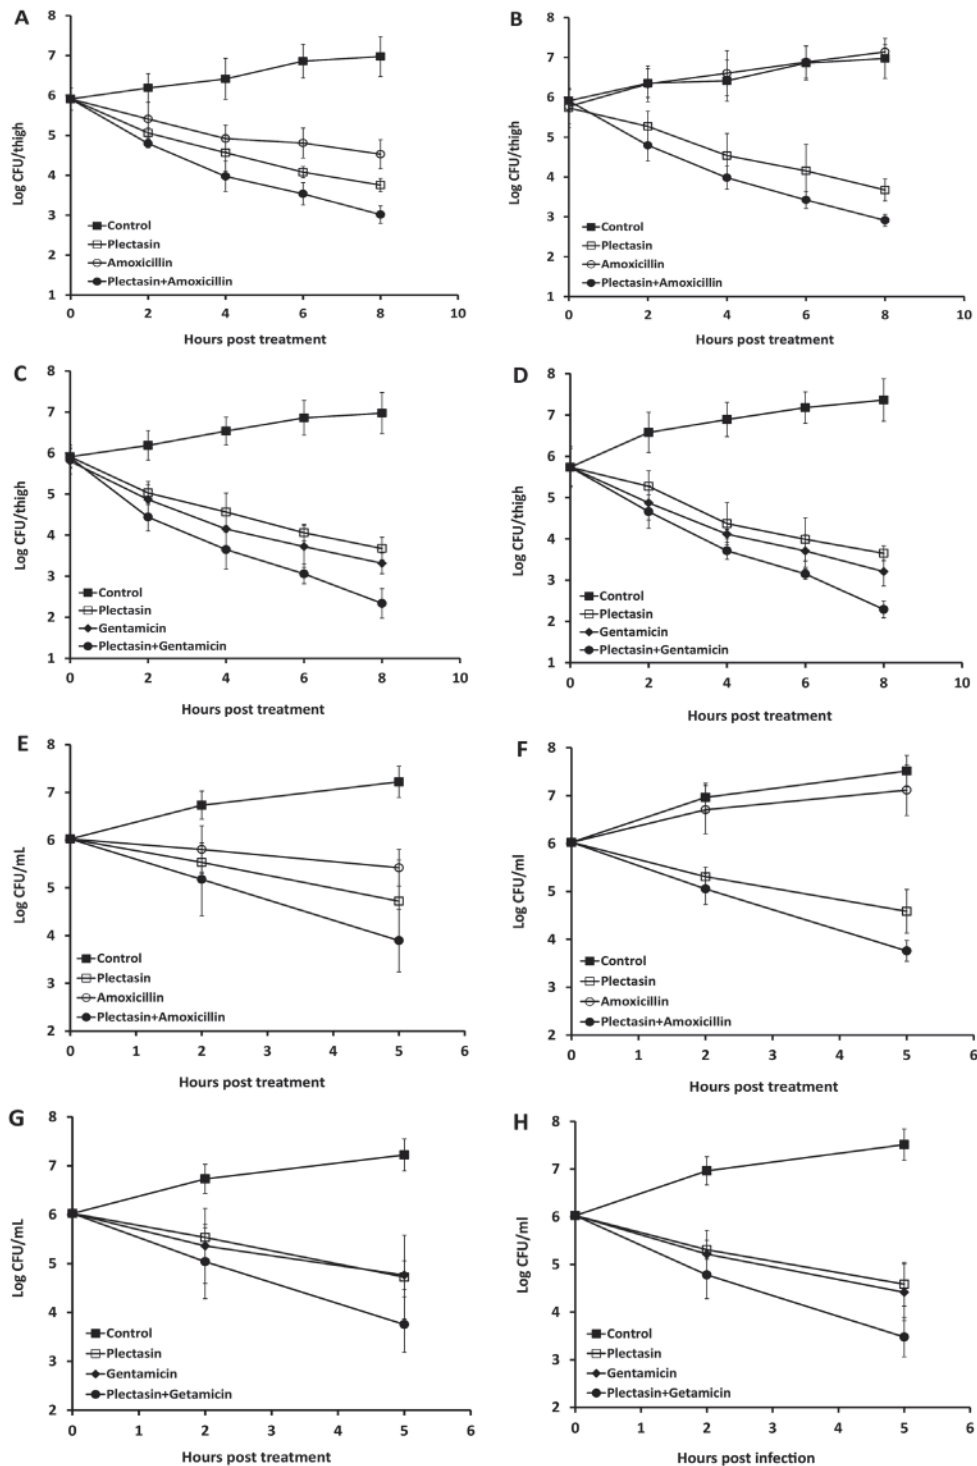 A
8
7
6
5
4
3
2
1
Log CFU/thigh
Control
Plectasin
Amoxicillin
Plectasin+Amoxicillin
0 2 4 6 8 10
Hours post treatment
B
8
7
6
5
4
3
2
1
Log CFU/thigh
Control
Plectasin
Amoxicillin
Plectasin+Amoxicillin
0 2 4 6 8 10
Hours post treatment
C
8
7
6
5
4
3
2
1
Log CFU/thigh
Control
Plectasin
Gentamicin
Plectasin+Gentamicin
0 2 4 6 8 10
Hours post treatment
D
8
7
6
5
4
3
2
1
Log CFU/thigh
Control
Plectasin
Gentamicin
Plectasin+Gentamicin
0 2 4 6 8 10
Hours post treatment
E
8
7
6
5
4
3
2
Log CFU/mL
Control
Plectasin
Amoxicillin
Plectasin+Amoxicillin
0 1 2 3 4 5 6
Hours post treatment
F
8
7
6
5
4
3
2
Log CFU/ml
Control
Plectasin
Amoxicillin
Plectasin+Amoxicillin
0 1 2 3 4 5 6
Hours post treatment
G
8
7
6
5
4
3
2
Log CFU/mL
Control
Plectasin
Gentamicin
Plectasin+Getamicin
0 1 2 3 4 5 6
Hours post treatment
H
8
7
6
5
4
3
2
Log CFU/ml
Control
Plectasin
Gentamicin
Plectasin+Getamicin
0 1 2 3 4 5 6
Hours post infection